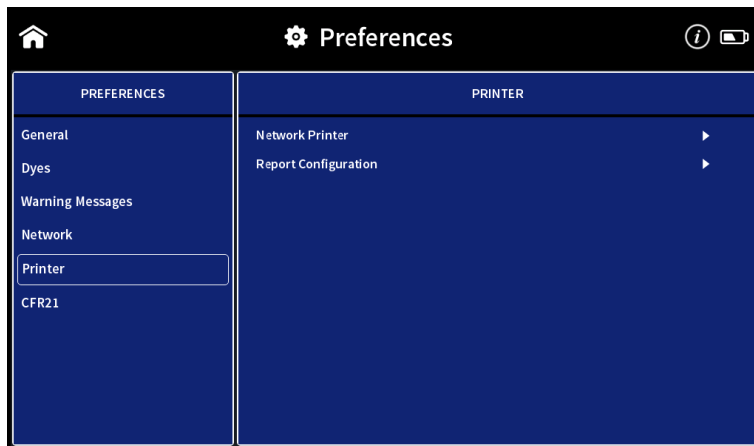 Preferences
PREFERENCES
General
Dyes
Warning Messages
Network
Printer
CFR21
PRINTER
Network Printer
Report Configuration